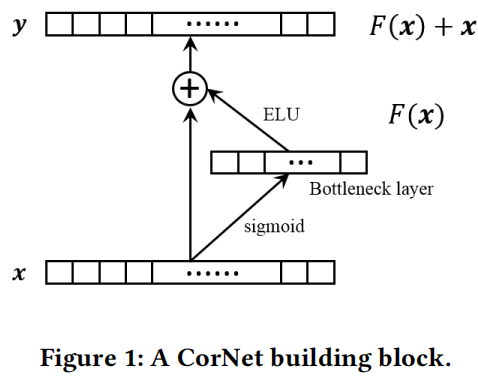 y
F(x) + x
+
ELU
F(x)
Bottleneck layer
sigmoid
x
Figure 1: A CorNet building block.